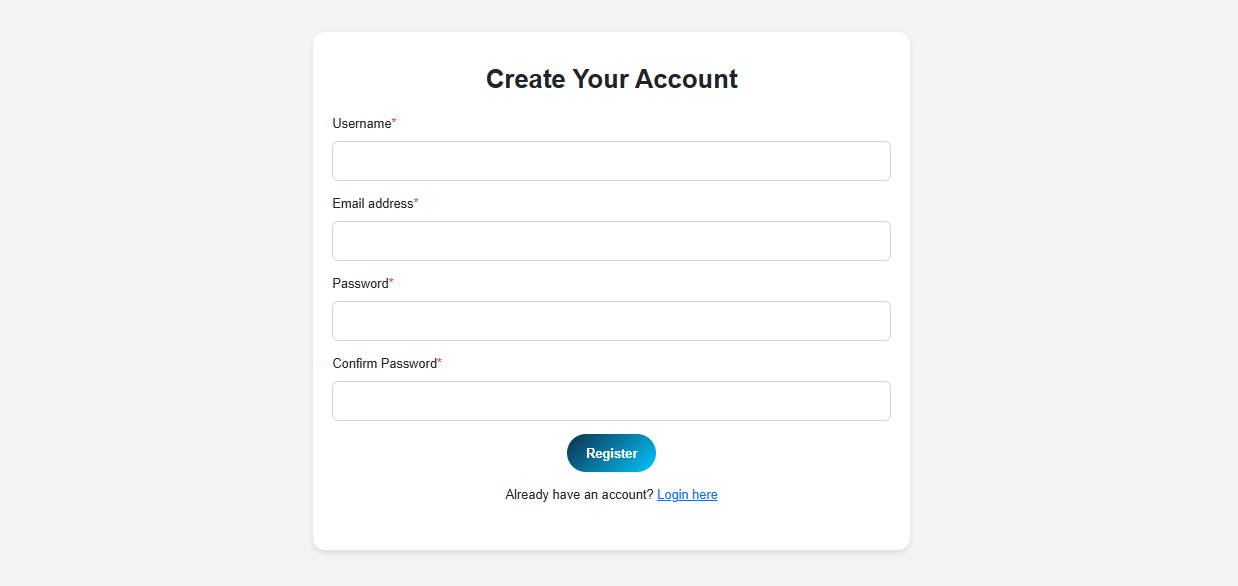 Create Your Account
Username*
Email address*
Password*
Confirm Password*
Register
Already have an account? Login here